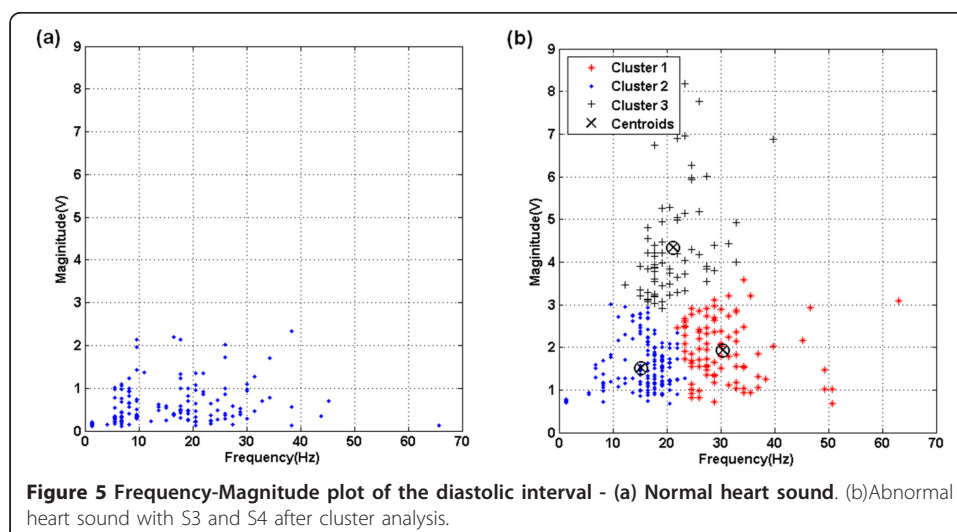 (a)
9
8
7
6
5
4
3
2
1
0
Maginitude(V)
0 10 20 30 40 50 60 70
Frequency(Hz)
(b)
9
8
7
6
5
4
3
2
1
0
Maginitude(V)
Cluster 1
Cluster 2
Cluster 3
Centroids
0 10 20 30 40 50 60 70
Frequency(Hz)
Figure 5 Frequency-Magnitude plot of the diastolic interval - (a) Normal heart sound. (b)Abnormal
heart sound with S3 and S4 after cluster analysis.